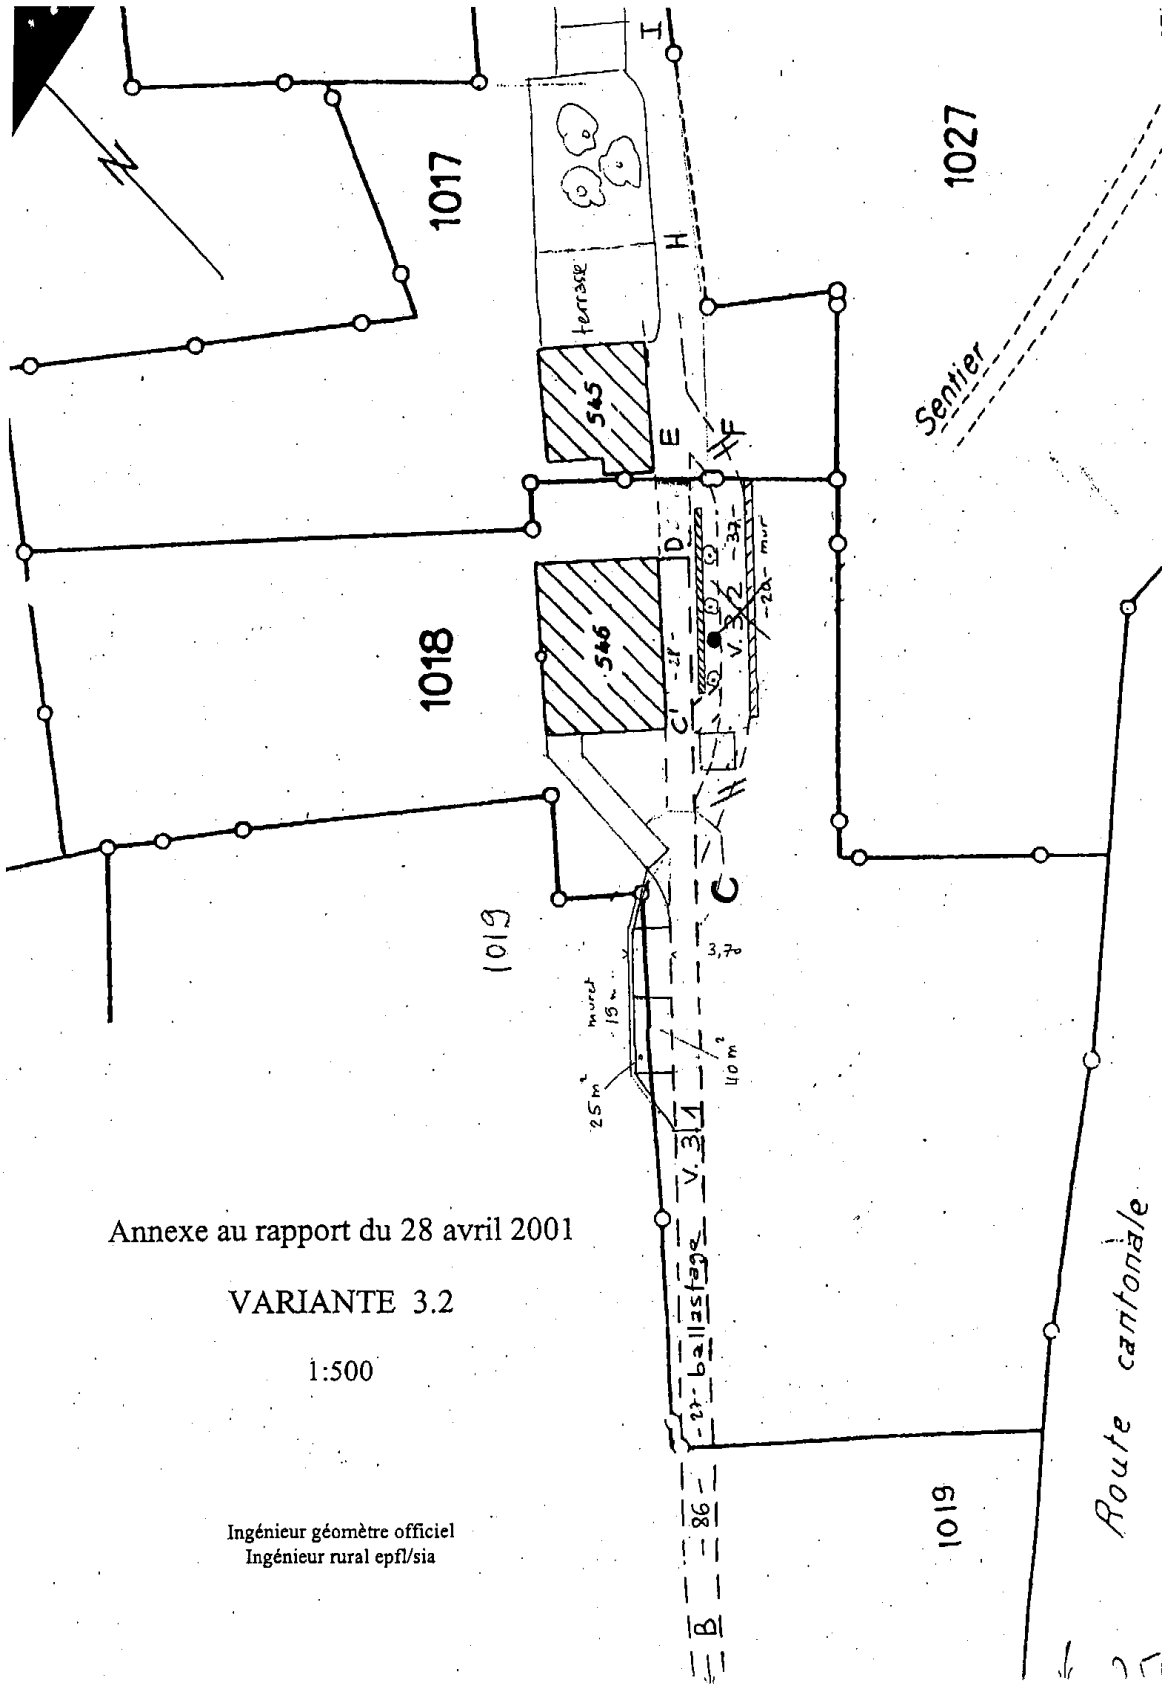 I
N
1017
1027
terrasse
H
545
Sentier
E
F
D
-37-
-20- mur
546
1018
-28-
V.3.2
C'
C
1019
3,70
muret
15 m
25 m²
40 m²
V.31
Annexe au rapport du 28 avril 2001
VARIANTE 3.2
1:500
-27- ballastage
Route cantonale
Ingénieur géomètre officiel
Ingénieur rural epfl/sia
-86-
1019
B